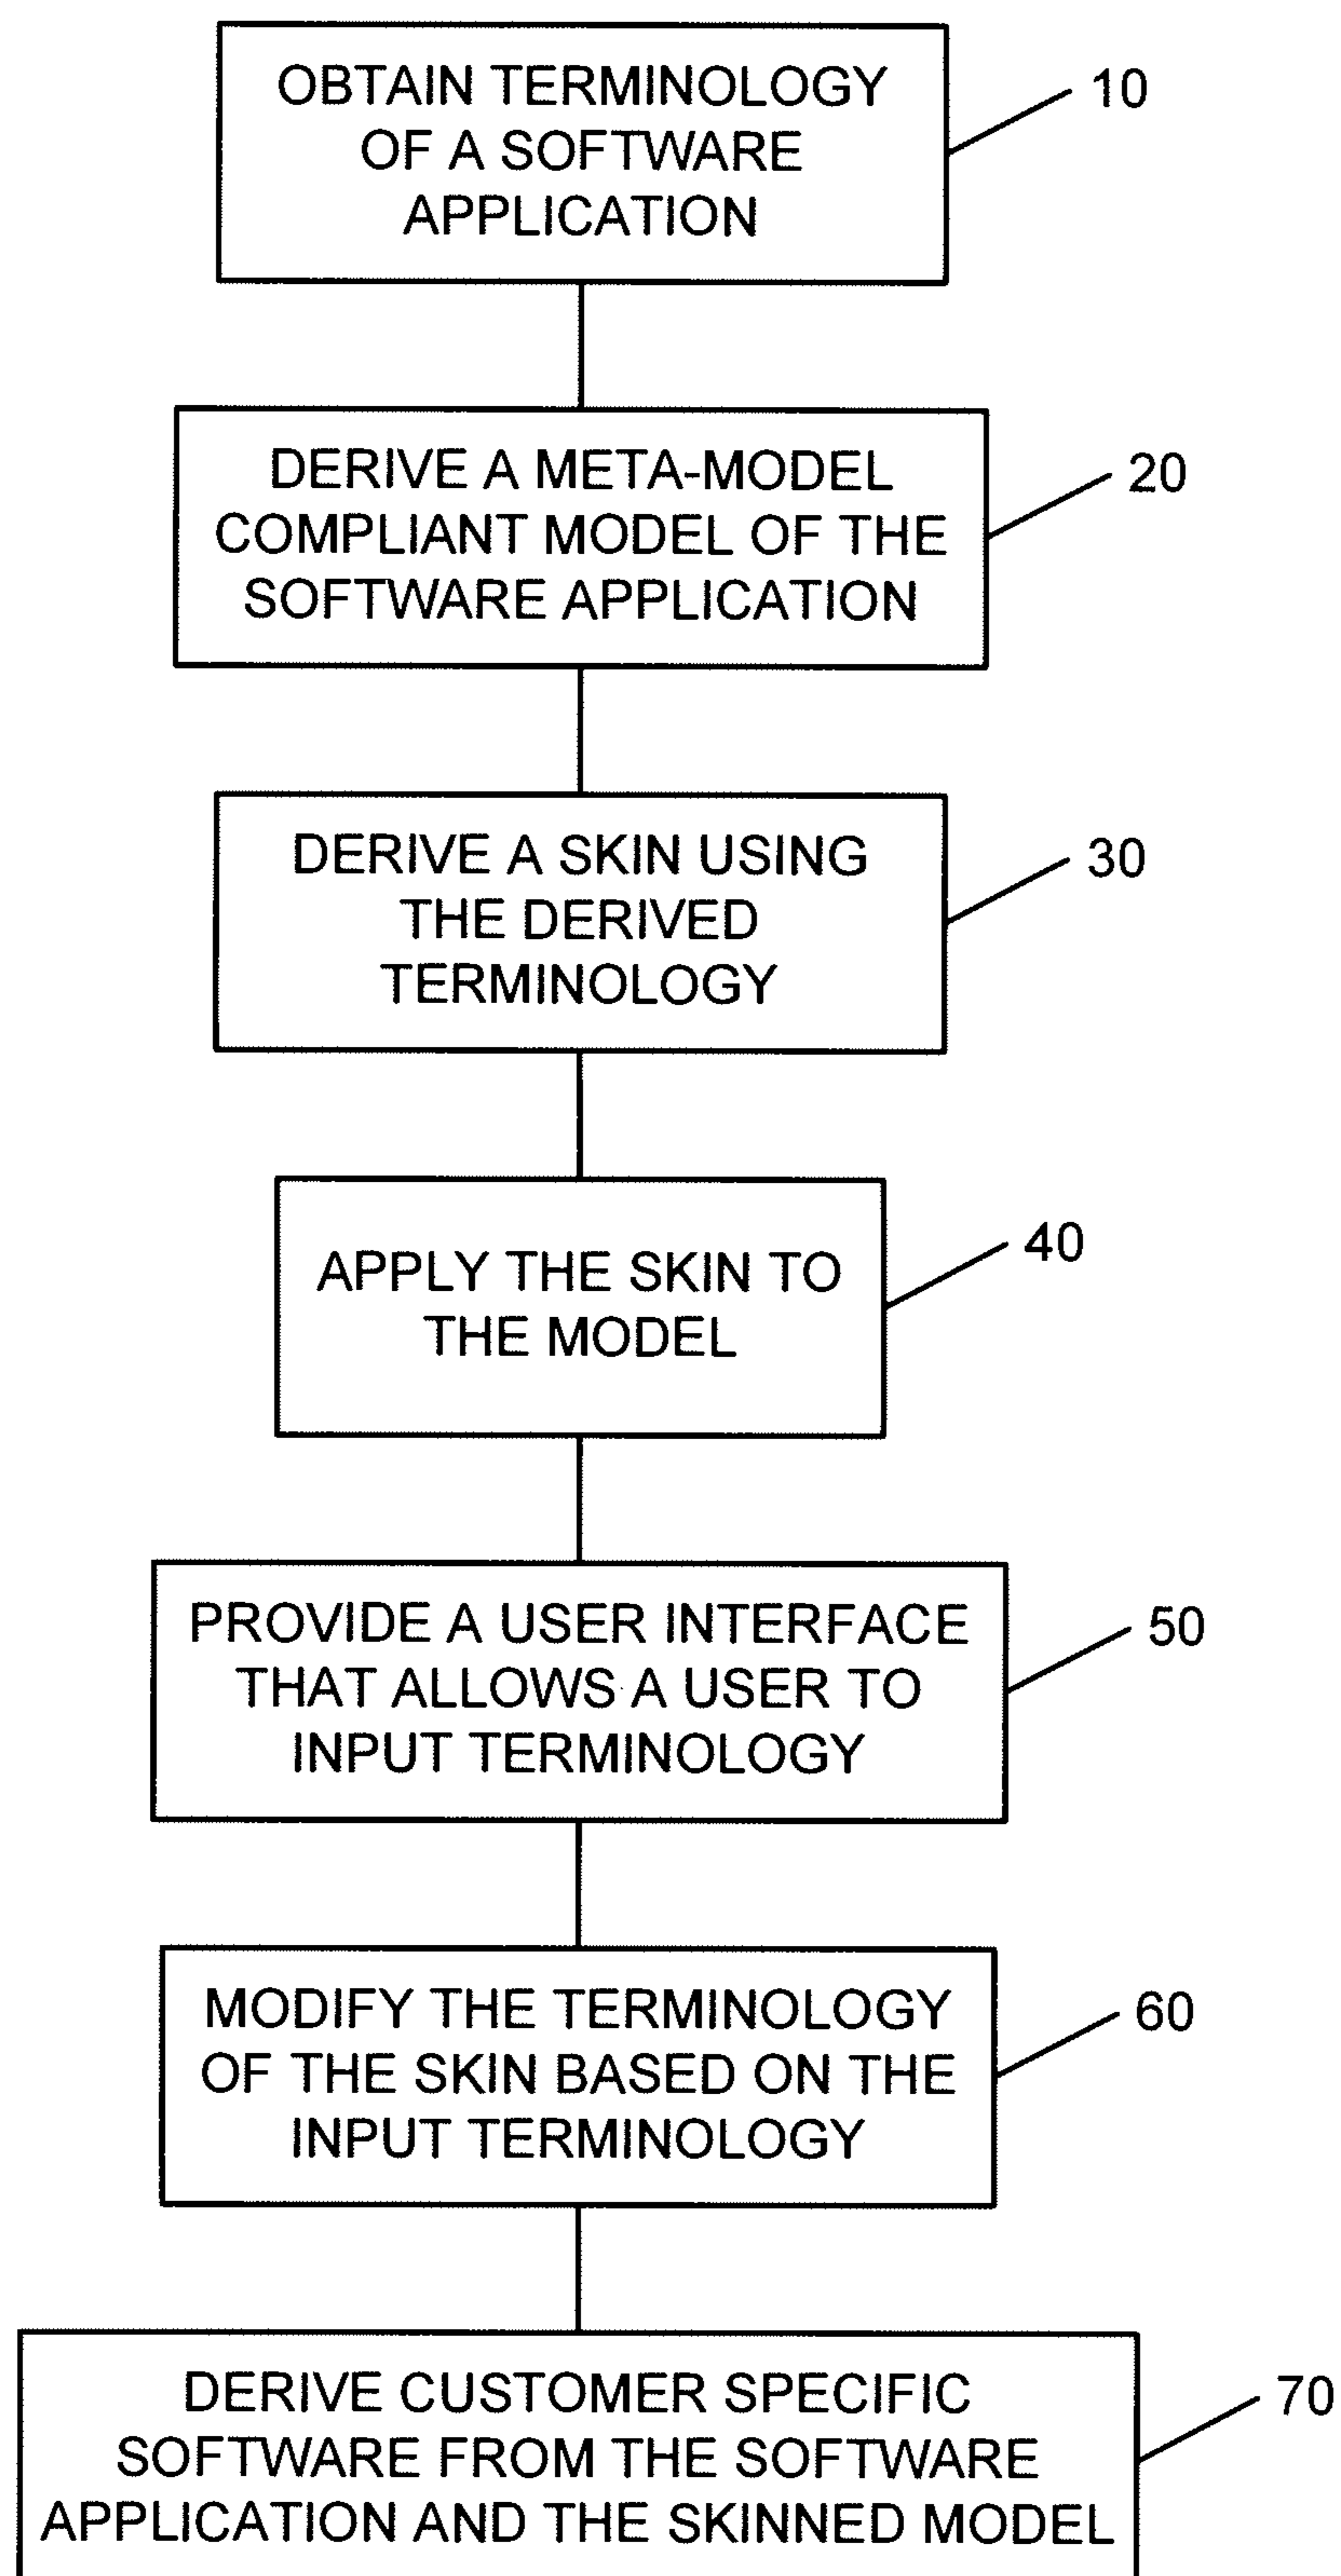 OBTAIN TERMINOLOGY
OF A SOFTWARE
APPLICATION
10
DERIVE A META-MODEL
COMPLIANT MODEL OF THE
SOFTWARE APPLICATION
20
DERIVE A SKIN USING
THE DERIVED
TERMINOLOGY
30
APPLY THE SKIN TO
THE MODEL
40
PROVIDE A USER INTERFACE
THAT ALLOWS A USER TO
INPUT TERMINOLOGY
50
MODIFY THE TERMINOLOGY
OF THE SKIN BASED ON THE
INPUT TERMINOLOGY
60
DERIVE CUSTOMER SPECIFIC
SOFTWARE FROM THE SOFTWARE
APPLICATION AND THE SKINNED MODEL
70